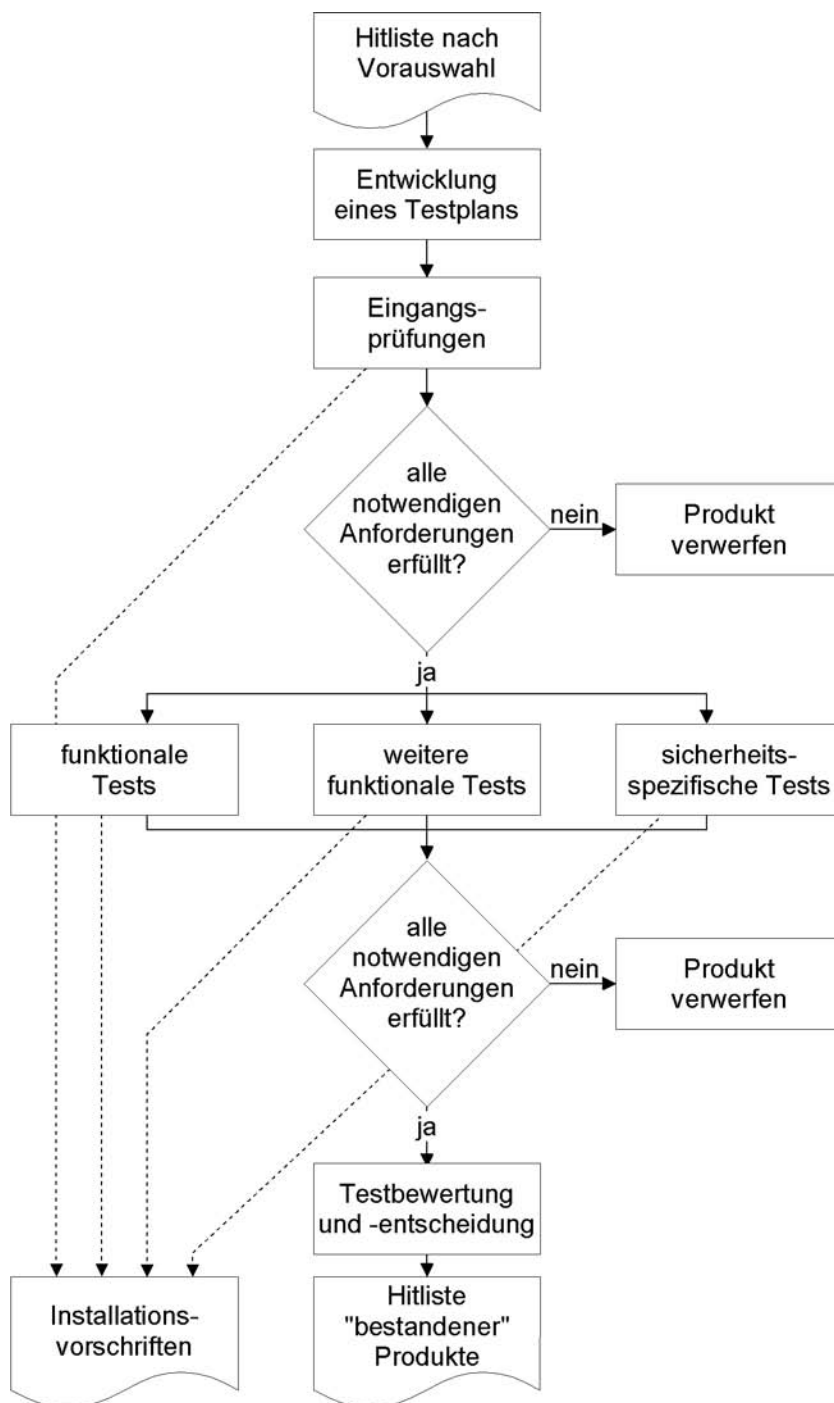 Hitliste nach
Vorauswahl
Entwicklung
eines Testplans
Eingangs-
prüfungen
alle
notwendigen
Anforderungen
erfüllt?
nein
Produkt
verwerfen
ja
funktionale
Tests
weitere
funktionale Tests
sicherheits-
spezifische Tests
alle
notwendigen
Anforderungen
erfüllt?
nein
Produkt
verwerfen
ja
Testbewertung
und -entscheidung
Installations-
vorschriften
Hitliste
"bestandener"
Produkte